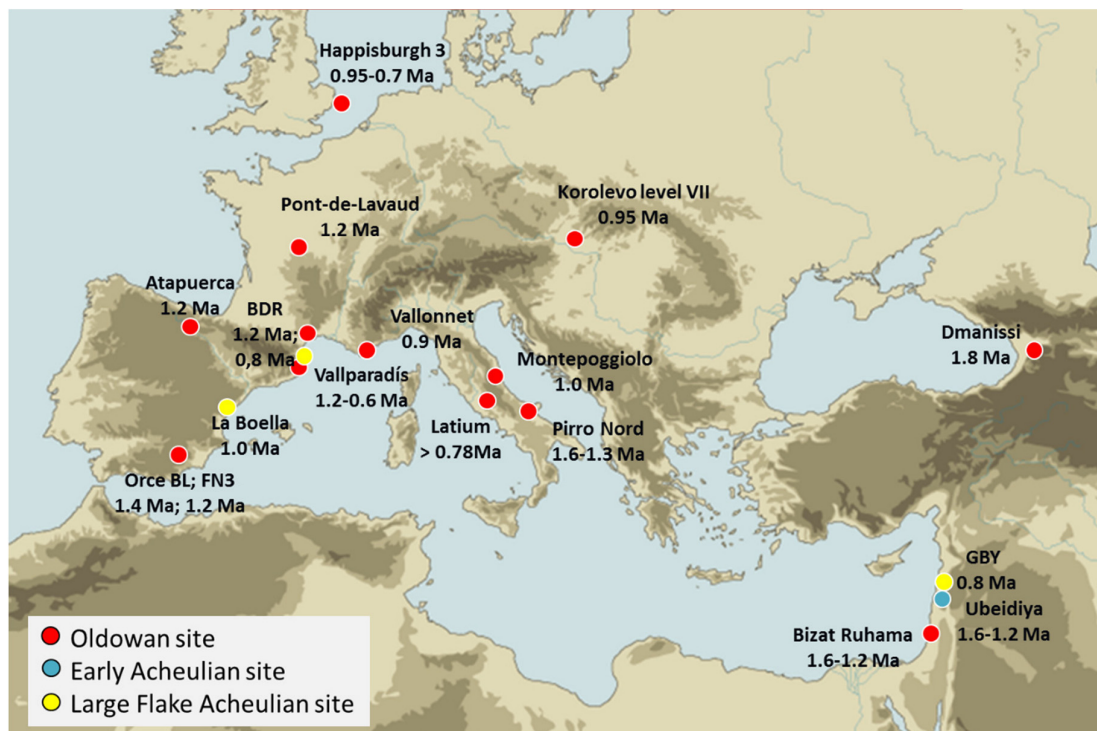 Happisburgh 3
0.95-0.7 Ma
Pont-de-Lavaud
1.2 Ma
Korolevo level VII
0.95 Ma
Atapuerca
1.2 Ma
BDR
1.2 Ma;
0,8 Ma
Vallonnet
0.9 Ma
Dmanissi
1.8 Ma
Montepoggiolo
1.0 Ma
Vallparadís
1.2-0.6 Ma
La Boella
1.0 Ma
Latium
> 0.78Ma
Pirro Nord
1.6-1.3 Ma
Orce BL; FN3
1.4 Ma; 1.2 Ma
GBY
0.8 Ma
Ubeidiya
1.6-1.2 Ma
Bizat Ruhama
1.6-1.2 Ma
Oldowan site
Early Acheulian site
Large Flake Acheulian site